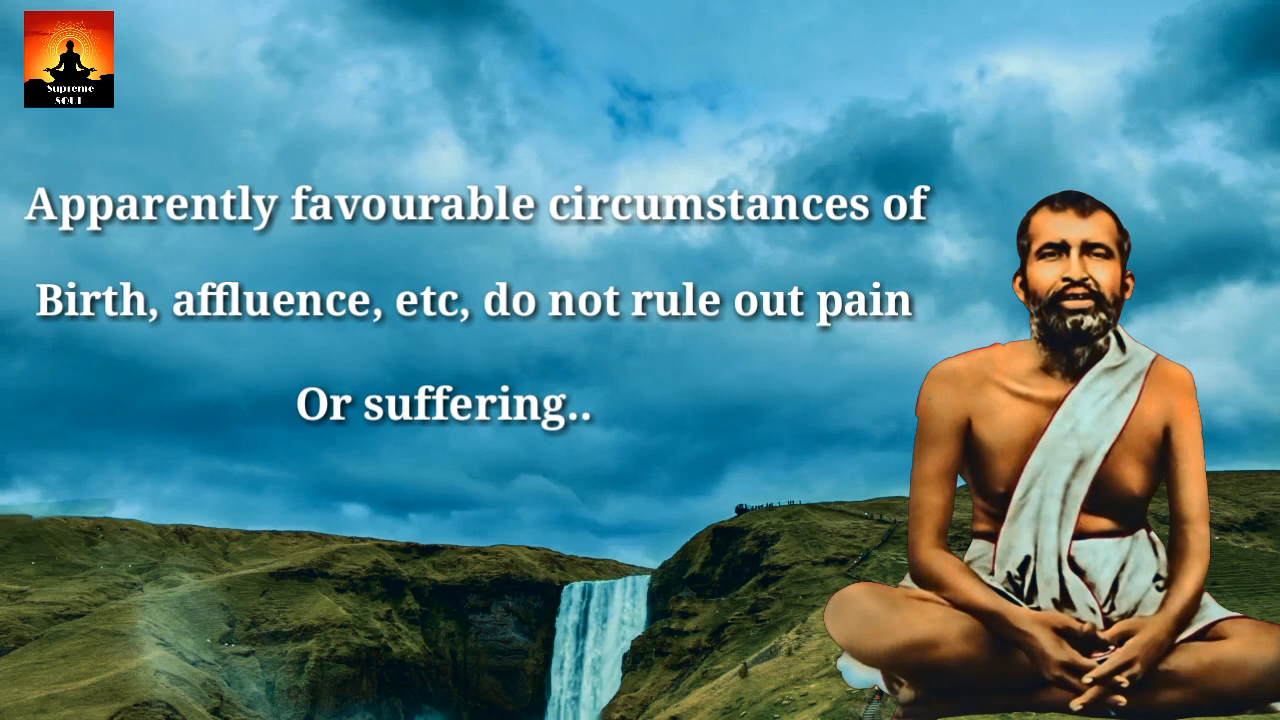 Supreme
SOUL
Apparently favourable circumstances of
Birth, affluence, etc, do not rule out pain
Or suffering..